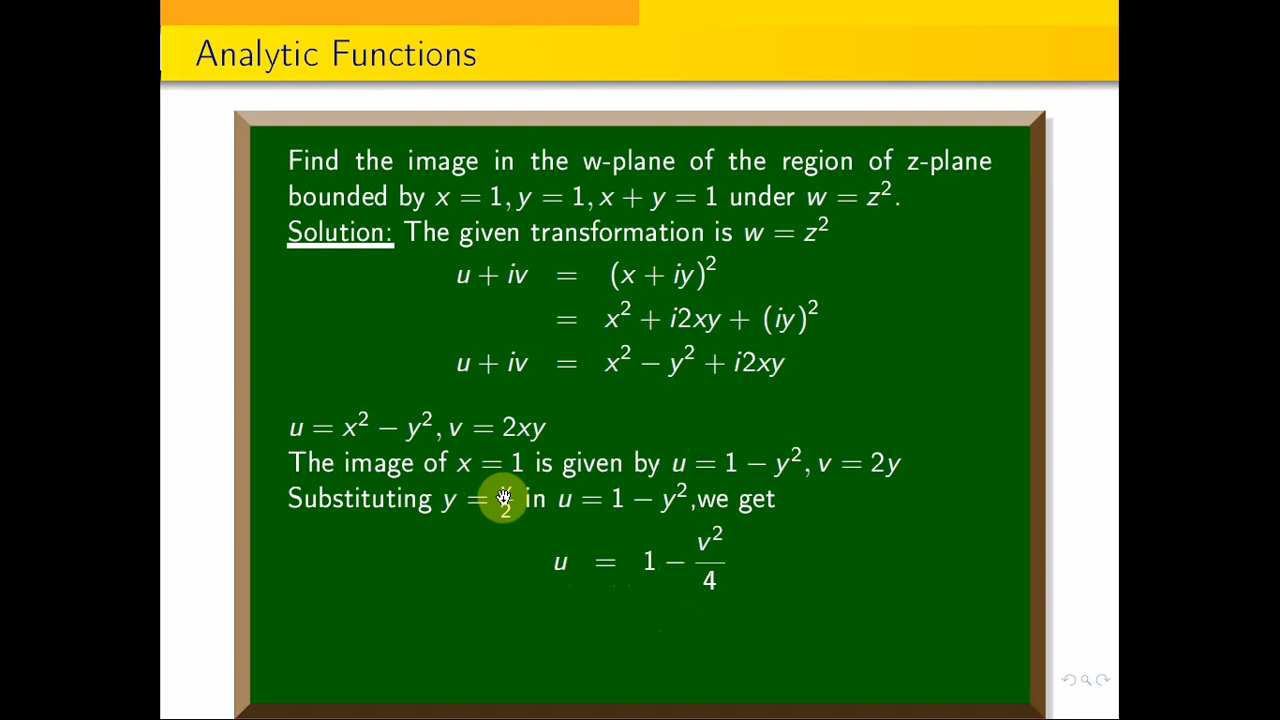 Analytic Functions
Find the image in the w-plane of the region of z-plane
bounded by x = 1, y = 1, x + y = 1 under w = z².
Solution: The given transformation is w = z²
u + iv = (x + iy)²
= x² + i2xy + (iy)²
u + iv = x² − y² + i2xy
u = x² − y², v = 2xy
The image of x = 1 is given by u = 1 − y², v = 2y
Substituting y = v/2 in u = 1 − y²,we get
u = 1 − v²/4